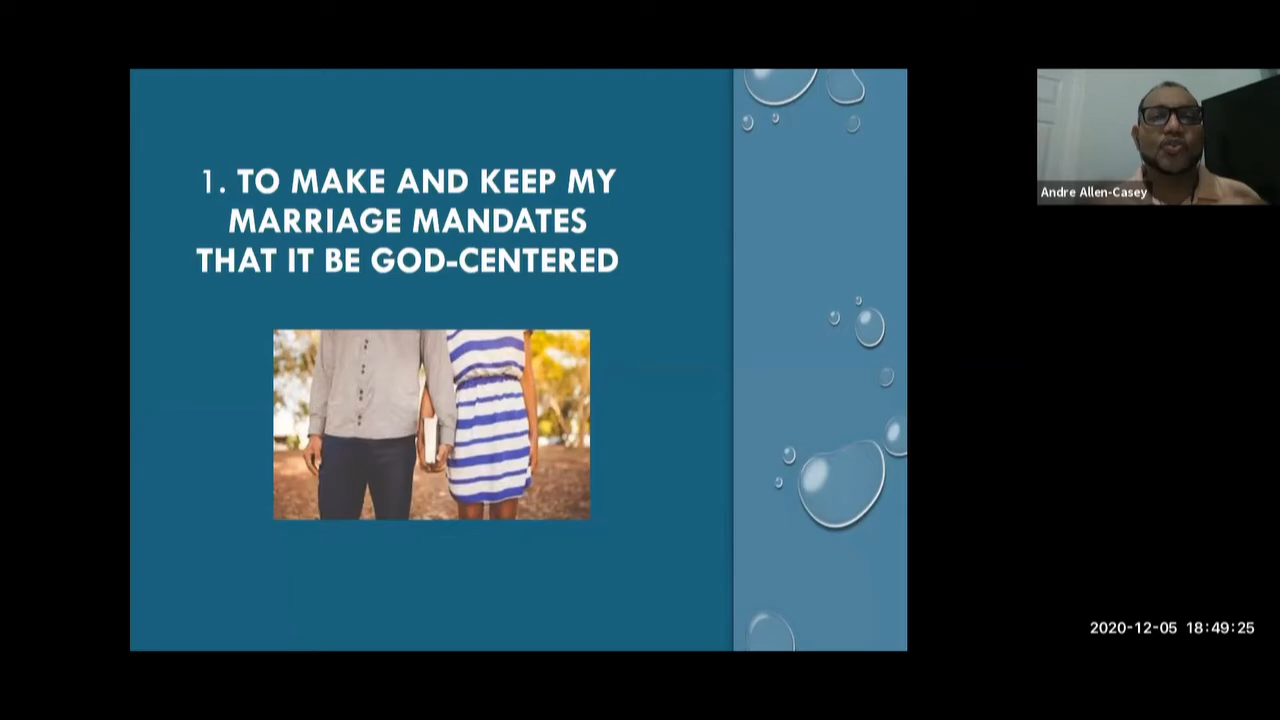 1. TO MAKE AND KEEP MY
MARRIAGE MANDATES
THAT IT BE GOD-CENTERED
Andre Allen-Casey
2020-12-05 18:49:25